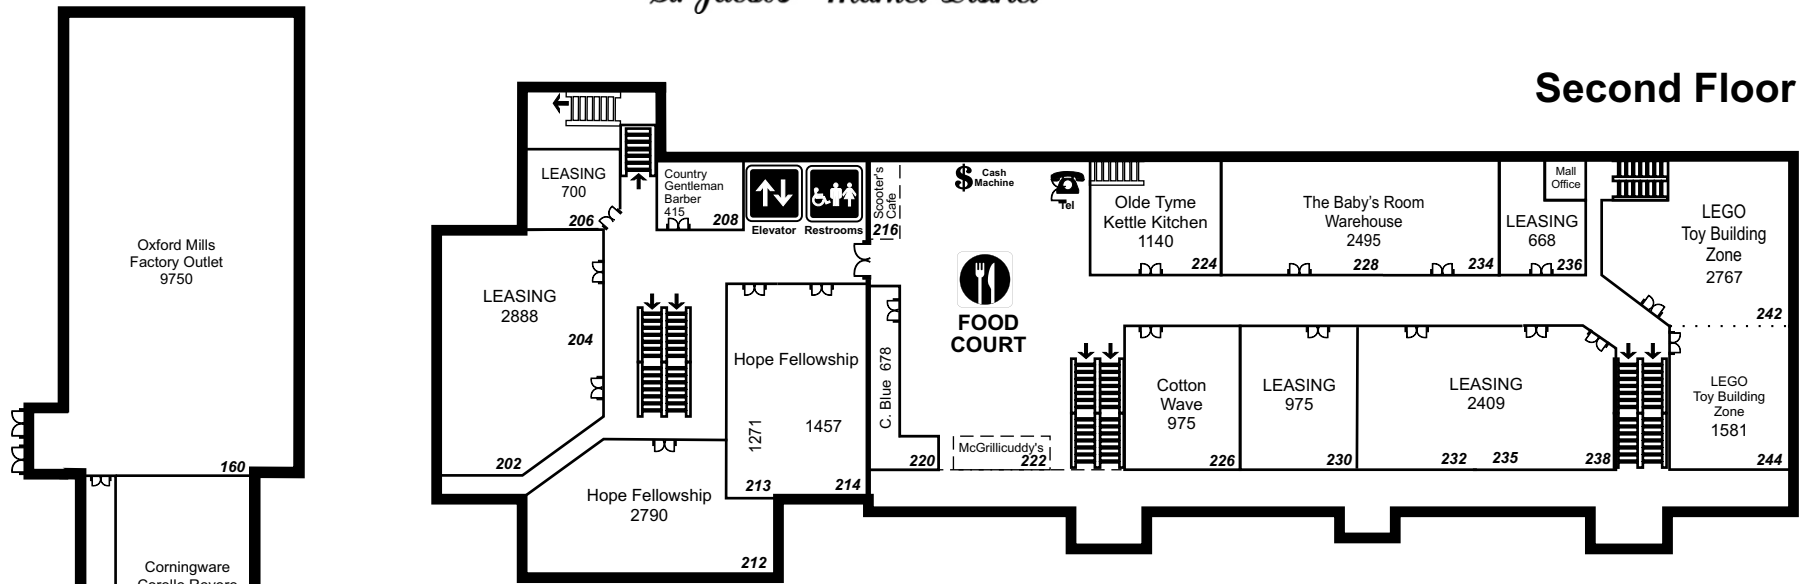 Second Floor
Oxford Mills
Factory Outlet
9750
160
Corningware
LEASING
700
206
Country
Gentleman
Barber
415
208
Elevator
Restrooms
Scooter's
Cafe
216
$
Cash
Machine
Tel
Olde Tyme
Kettle Kitchen
1140
224
The Baby's Room
Warehouse
2495
228
234
LEASING
668
236
Mall
Office
LEGO
Toy Building
Zone
2767
242
LEASING
2888
204
202
Hope Fellowship
1271
1457
213
214
Hope Fellowship
2790
212
C. Blue 678
220
FOOD
COURT
McGrillicuddy's
222
Cotton
Wave
975
226
LEASING
975
230
LEASING
2409
232
235
238
LEGO
Toy Building
Zone
1581
244